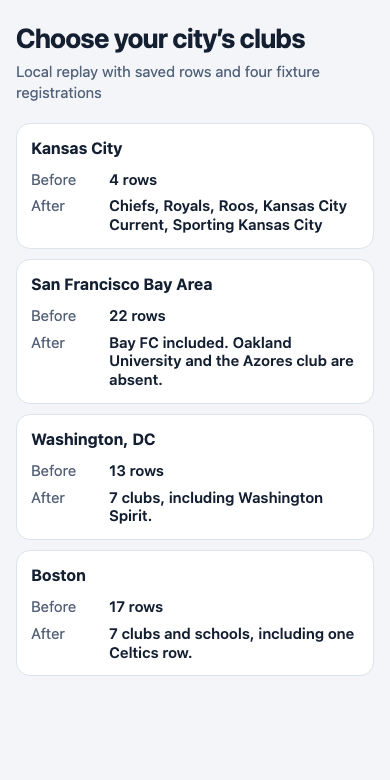 Choose your city’s clubs
Local replay with saved rows and four fixture
registrations
Kansas City
Before 4 rows
After Chiefs, Royals, Roos, Kansas City
Current, Sporting Kansas City
San Francisco Bay Area
Before 22 rows
After Bay FC included. Oakland
University and the Azores club are
absent.
Washington, DC
Before 13 rows
After 7 clubs, including Washington
Spirit.
Boston
Before 17 rows
After 7 clubs and schools, including one
Celtics row.